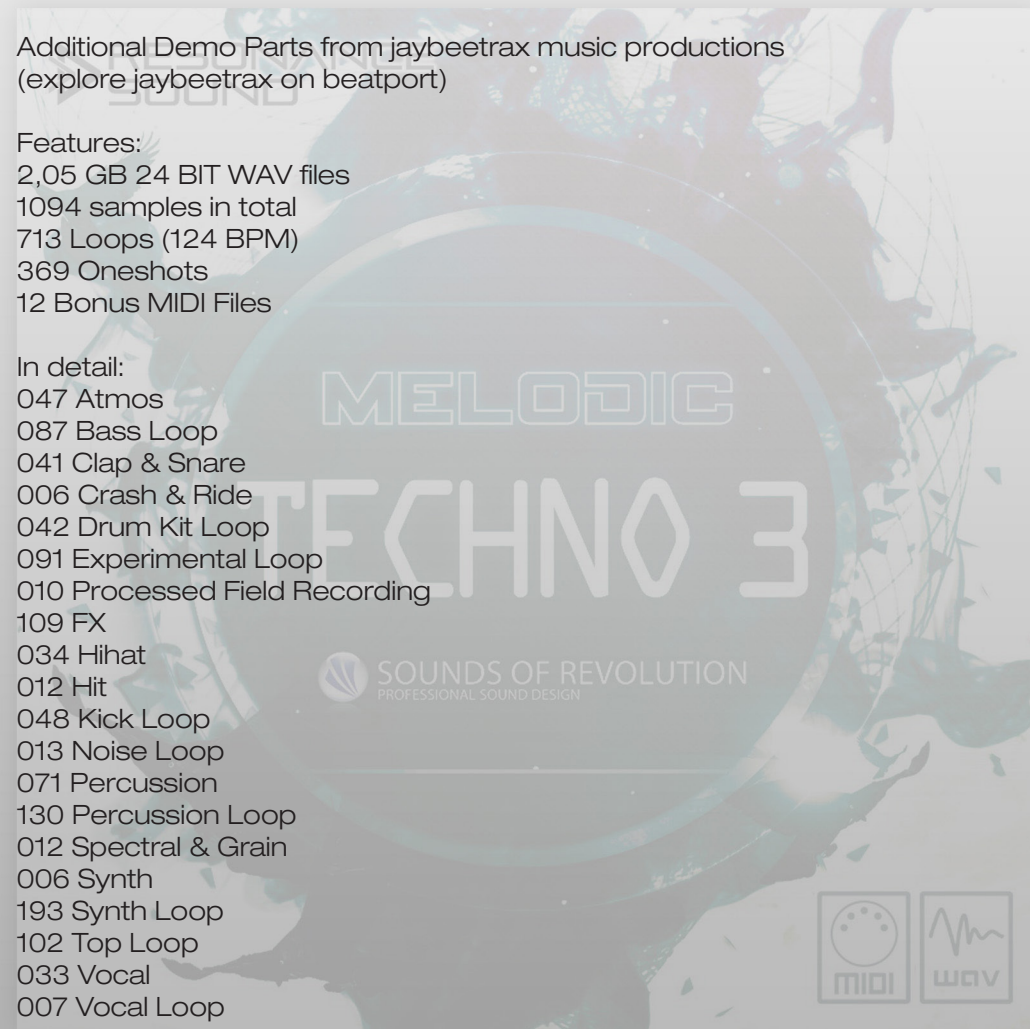 RESONANCE
SOUND
Additional Demo Parts from jaybeetrax music productions
(explore jaybeetrax on beatport)
Features:
2,05 GB 24 BIT WAV files
1094 samples in total
713 Loops (124 BPM)
369 Oneshots
12 Bonus MIDI Files
In detail:
047 Atmos
087 Bass Loop
041 Clap & Snare
006 Crash & Ride
042 Drum Kit Loop
091 Experimental Loop
010 Processed Field Recording
109 FX
034 Hihat
012 Hit
048 Kick Loop
013 Noise Loop
071 Percussion
130 Percussion Loop
012 Spectral & Grain
006 Synth
193 Synth Loop
102 Top Loop
033 Vocal
007 Vocal Loop
MELODIC
TECHNO 3
SOUNDS OF REVOLUTION
PROFESSIONAL SOUND DESIGN
MIDI
wav